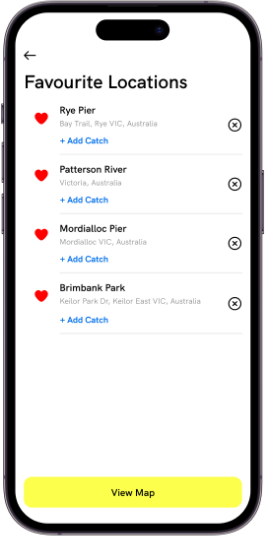 Favourite Locations
Rye Pier
Bay Trail, Rye VIC, Australia
+ Add Catch
Patterson River
Victoria, Australia
+ Add Catch
Mordialloc Pier
Mordialloc VIC, Australia
+ Add Catch
Brimbank Park
Keilor Park Dr, Keilor East VIC, Australia
+ Add Catch
View Map